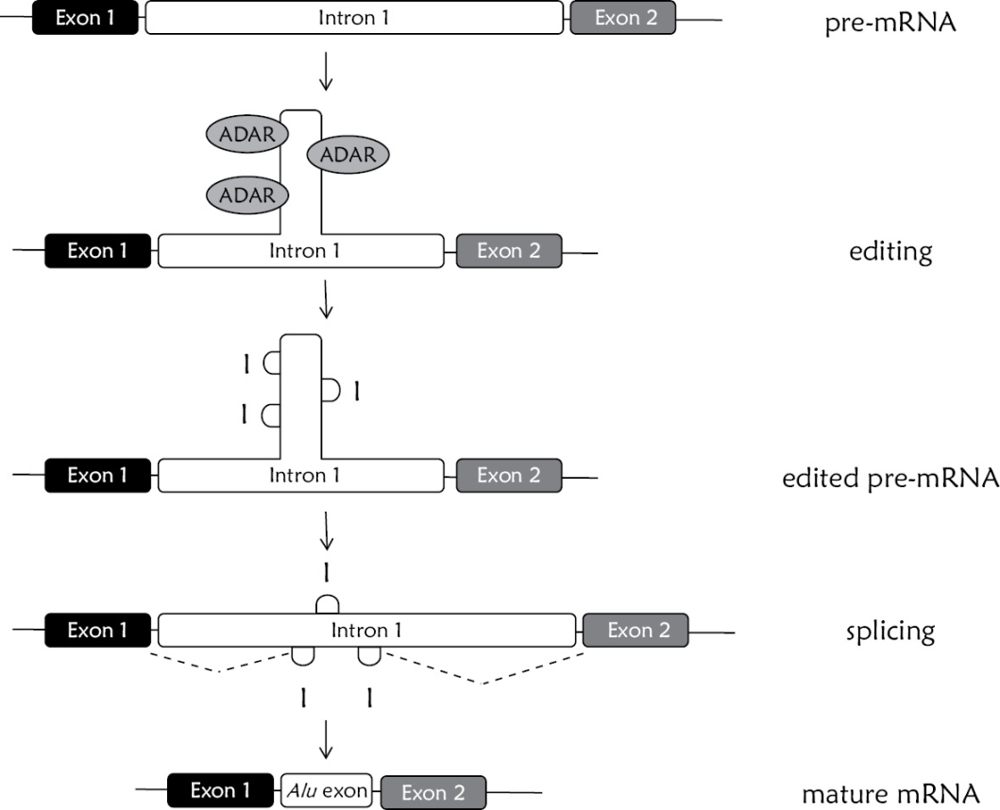 Exon 1 Intron 1 Exon 2 pre-mRNA
ADAR
ADAR
ADAR
Exon 1 Intron 1 Exon 2 editing
I
I
I
Exon 1 Intron 1 Exon 2 edited pre-mRNA
I
Exon 1 Intron 1 Exon 2 splicing
I I
Exon 1 Alu exon Exon 2 mature mRNA